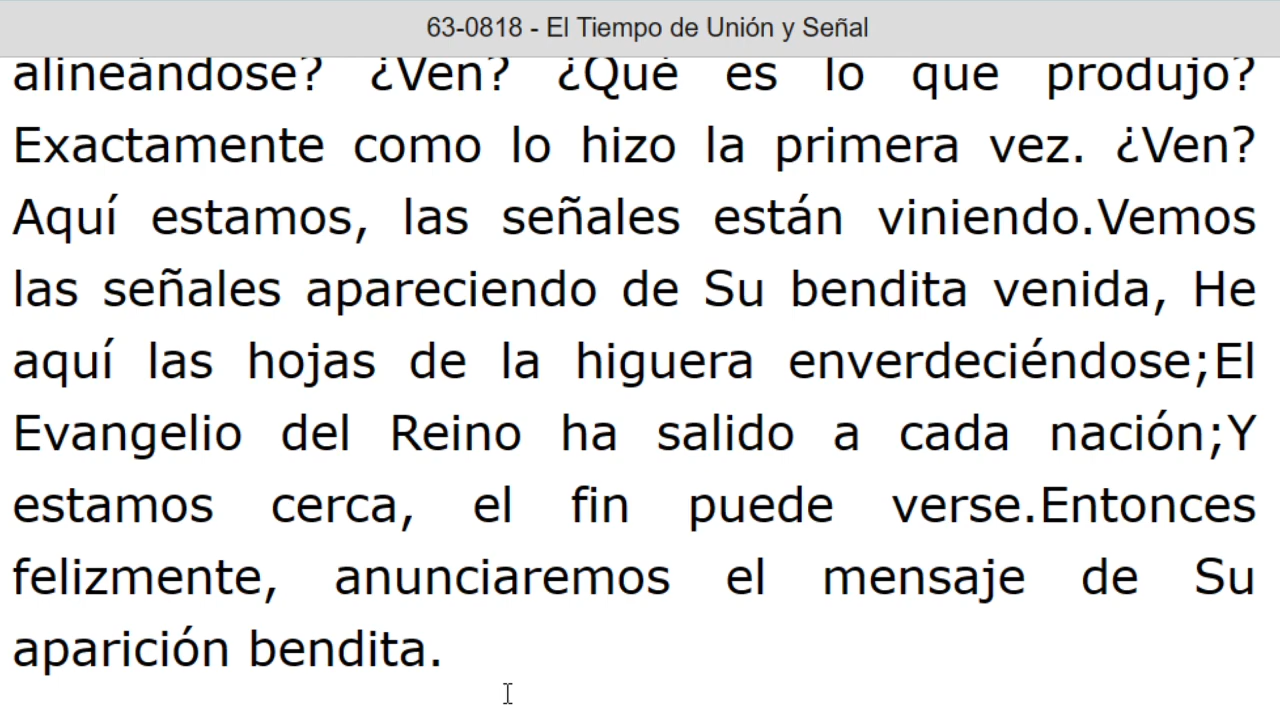 63-0818 - El Tiempo de Unión y Señal
alineándose? ¿Ven? ¿Qué es lo que produjo?
Exactamente como lo hizo la primera vez. ¿Ven?
Aquí estamos, las señales están viniendo.Vemos
las señales apareciendo de Su bendita venida, He
aquí las hojas de la higuera enverdeciéndose;El
Evangelio del Reino ha salido a cada nación;Y
estamos cerca, el fin puede verse.Entonces
felizmente, anunciaremos el mensaje de Su
aparición bendita.